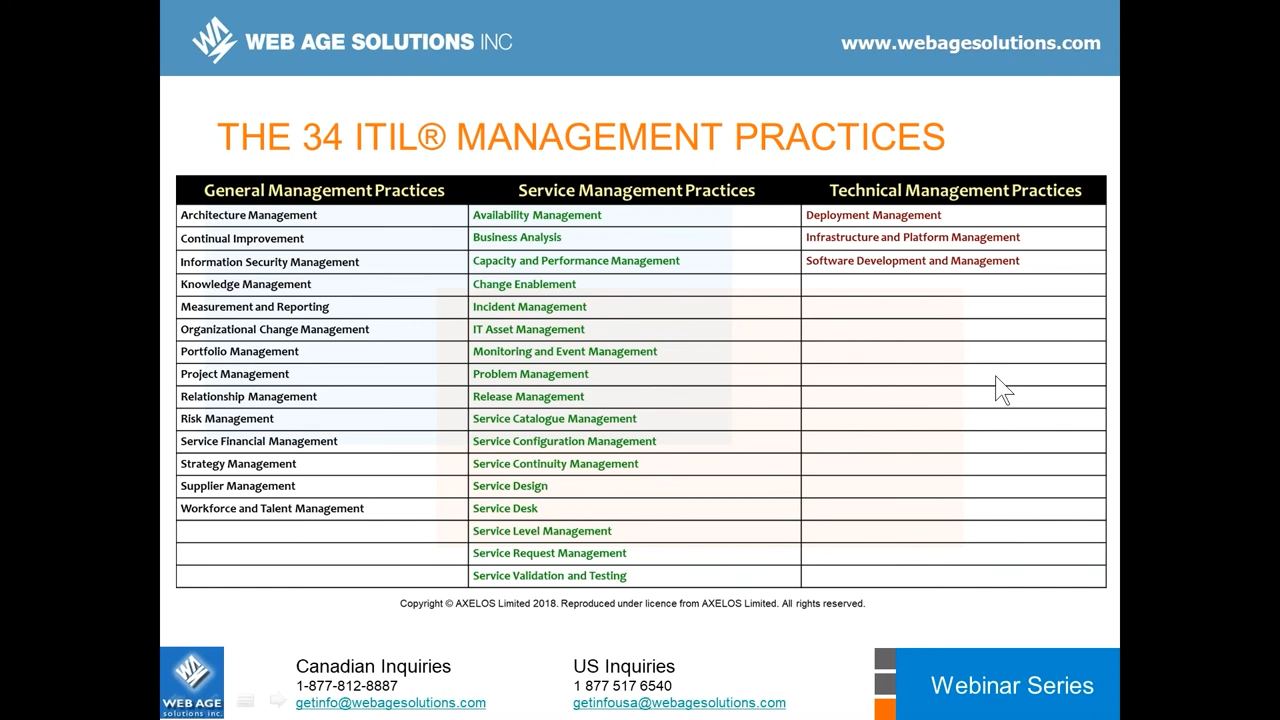 WEB AGE SOLUTIONS INC
www.webagesolutions.com
THE 34 ITIL® MANAGEMENT PRACTICES
General Management Practices Service Management Practices Technical Management Practices
Architecture Management Availability Management Deployment Management
Continual Improvement Business Analysis Infrastructure and Platform Management
Information Security Management Capacity and Performance Management Software Development and Management
Knowledge Management Change Enablement
Measurement and Reporting Incident Management
Organizational Change Management IT Asset Management
Portfolio Management Monitoring and Event Management
Project Management Problem Management
Relationship Management Release Management
Risk Management Service Catalogue Management
Service Financial Management Service Configuration Management
Strategy Management Service Continuity Management
Supplier Management Service Design
Workforce and Talent Management Service Desk
Service Level Management
Service Request Management
Service Validation and Testing
Copyright © AXELOS Limited 2018. Reproduced under licence from AXELOS Limited. All rights reserved.
WEB AGE
solutions inc.
Canadian Inquiries
1-877-812-8887
getinfo@webagesolutions.com
US Inquiries
1 877 517 6540
getinfousa@webagesolutions.com
Webinar Series